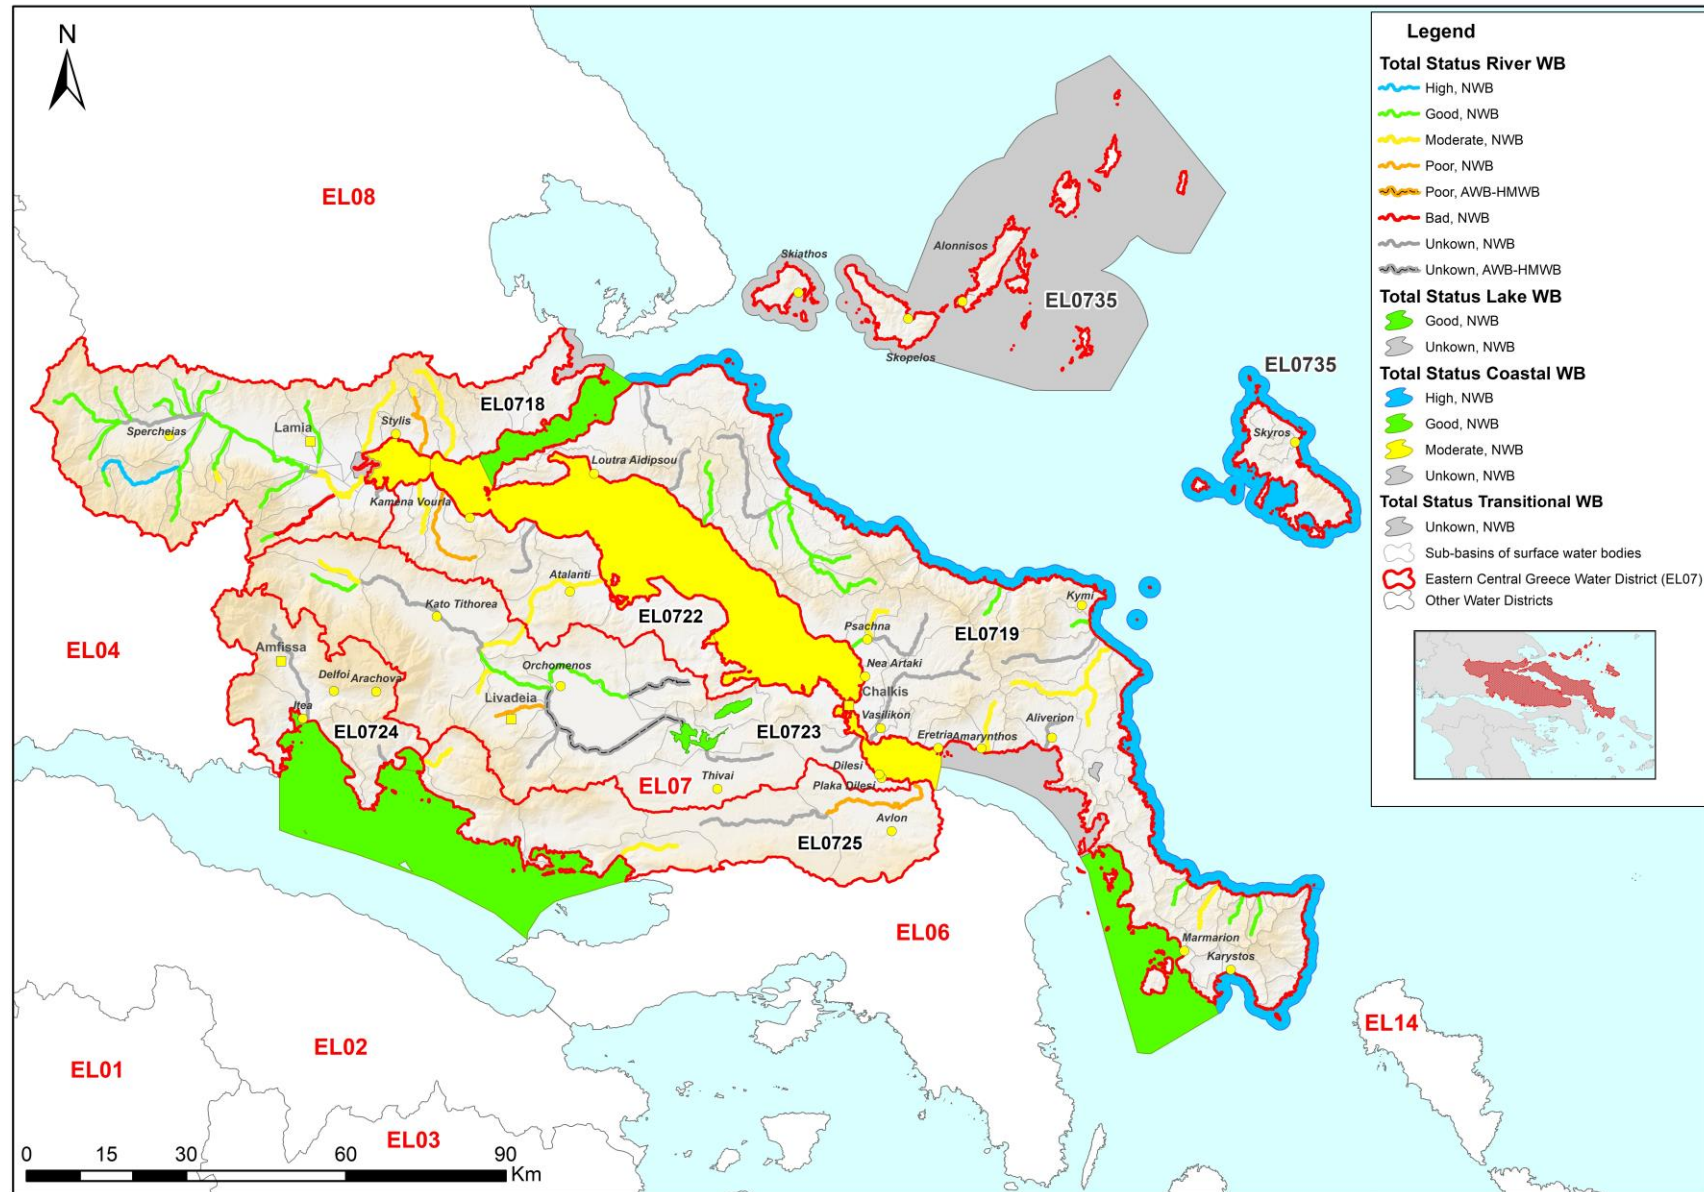 N
EL08
Skiathos
Alonnisos
EL0735
Skopelos
EL0735
Skyros
EL0718
Spercheias
Lamia
Stylis
Loutra Aidipsou
Kamena Vourla
Atalanti
Kato Tithorea
EL0722
Psachna
EL0719
Kymi
EL04
Amfissa
Delfoi
Arachova
Orchomenos
Nea Artaki
Livadeia
Chalkis
Itea
EL0724
EL0723
Vasilikon
Eretria
Amarynthos
Aliverion
EL07
Thivai
Dilesi
Plaka Dilesi
Avlon
EL0725
EL06
Marmarion
Karystos
EL14
EL02
EL01
EL03
0 15 30 60 90
Km
Legend
Total Status River WB
High, NWB
Good, NWB
Moderate, NWB
Poor, NWB
Poor, AWB-HMWB
Bad, NWB
Unkown, NWB
Unkown, AWB-HMWB
Total Status Lake WB
Good, NWB
Unkown, NWB
Total Status Coastal WB
High, NWB
Good, NWB
Moderate, NWB
Unkown, NWB
Total Status Transitional WB
Unkown, NWB
Sub-basins of surface water bodies
Eastern Central Greece Water District (EL07)
Other Water Districts